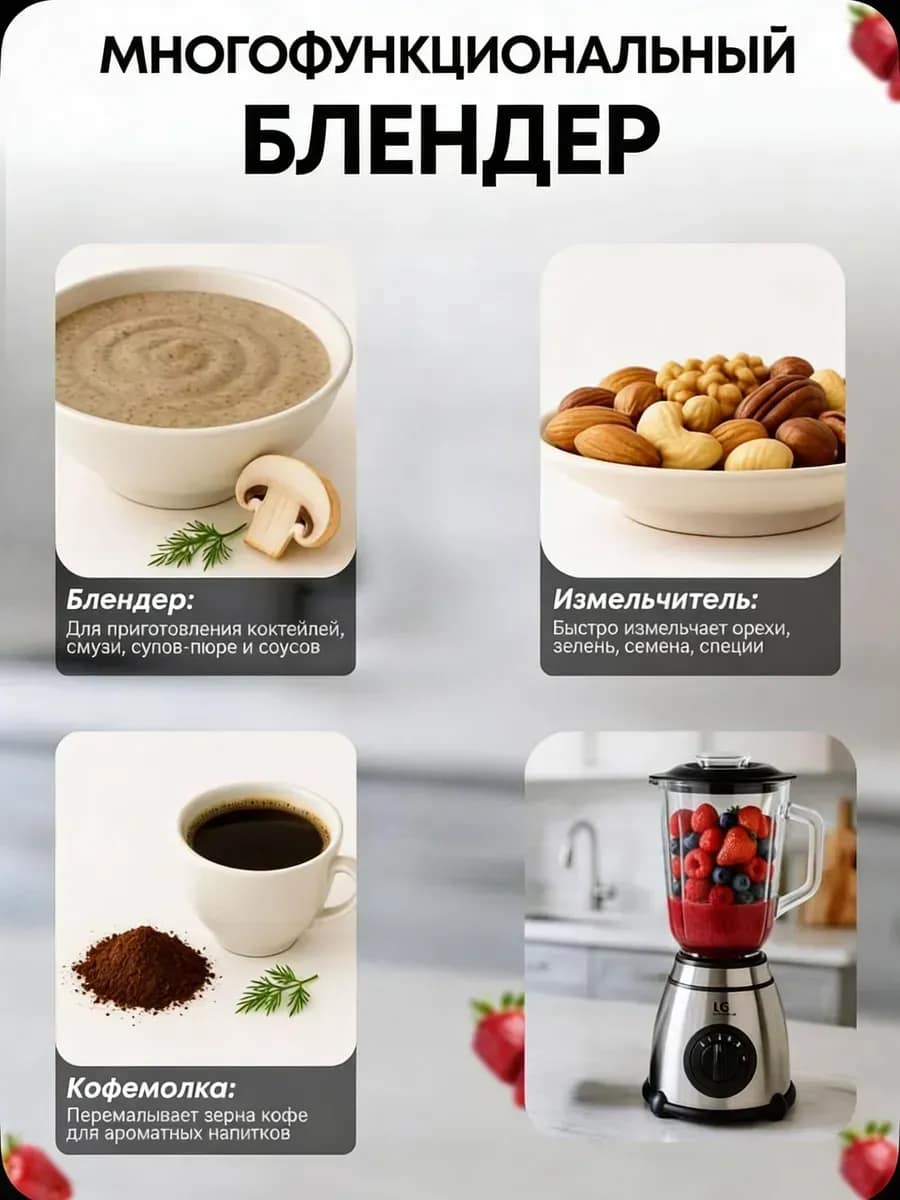 МНОГОФУНКЦИОНАЛЬНЫЙ
БЛЕНДЕР
Блендер:
Для приготовления коктейлей,
смузи, супов-пюре и соусов
Измельчитель:
Быстро измельчает орехи,
зелень, семена, специи
Кофемолка:
Перемалывает зерна кофе
для ароматных напитков
LG